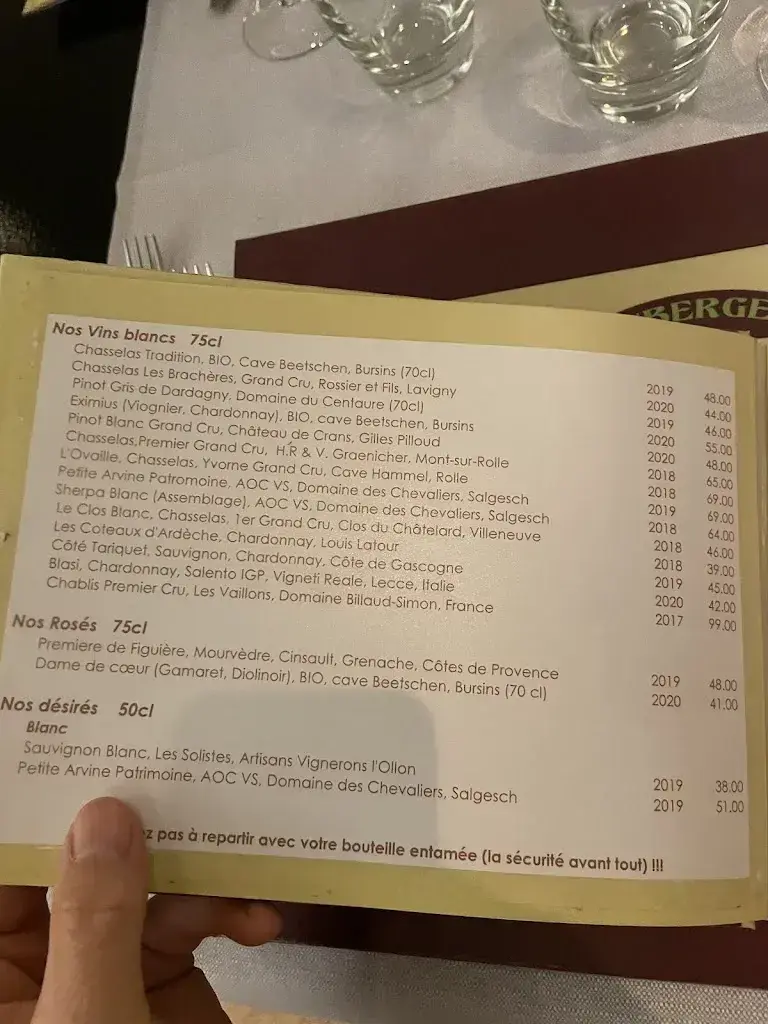 BERGE
Nos Vins blancs 75cl
Chasselas Tradition, BIO, Cave Beetschen, Bursins (70cl) 2019 48.00
Chasselas Les Brachères, Grand Cru, Rossier et Fils, Lavigny 2020 44.00
Pinot Gris de Dardagny, Domaine du Centaure (70cl) 2019 46.00
Eximius (Viognier, Chardonnay), BIO, cave Beetschen, Bursins 2020 55.00
Pinot Blanc Grand Cru, Château de Crans, Gilles Pilloud 2020 48.00
Chasselas,Premier Grand Cru, H.R & V. Graenicher, Mont-sur-Rolle 2018 65.00
L'Ovaille, Chasselas, Yvorne Grand Cru, Cave Hammel, Rolle 2018 69.00
Petite Arvine Patromoine, AOC VS, Domaine des Chevaliers, Salgesch 2019 69.00
Sherpa Blanc (Assemblage), AOC VS, Domaine des Chevaliers, Salgesch 2018 64.00
Le Clos Blanc, Chasselas, 1er Grand Cru, Clos du Châtelard, Villeneuve 2018 46.00
Les Coteaux d'Ardèche, Chardonnay, Louis Latour 2018 39.00
Côté Tariquet, Sauvignon, Chardonnay, Côte de Gascogne 2019 45.00
Blasi, Chardonnay, Salento IGP, Vigneti Reale, Lecce, Italie 2020 42.00
Chablis Premier Cru, Les Vaillons, Domaine Billaud-Simon, France 2017 99.00
Nos Rosés 75cl
Premiere de Figuière, Mourvèdre, Cinsault, Grenache, Côtes de Provence 2019 48.00
Dame de cœur (Gamaret, Diolinoir), BIO, cave Beetschen, Bursins (70 cl) 2020 41.00
Nos désirés 50cl
Blanc
Sauvignon Blanc, Les Solistes, Artisans Vignerons l'Ollon 2019 38.00
Petite Arvine Patrimoine, AOC VS, Domaine des Chevaliers, Salgesch 2019 51.00
ez pas à repartir avec votre bouteille entamée (la sécurité avant tout) !!!